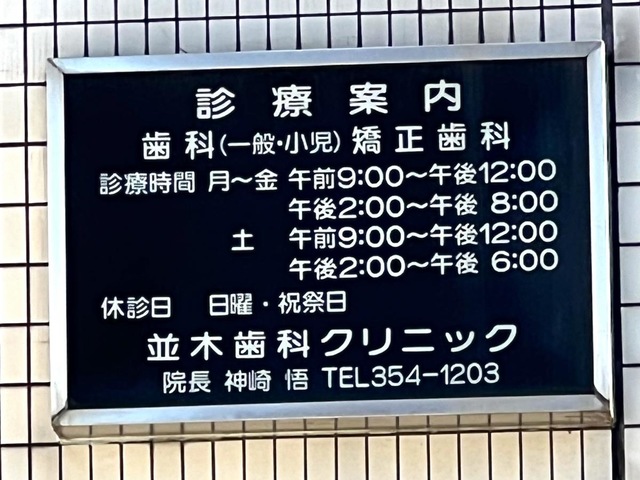 診療案内
歯科(一般・小児) 矯正歯科
診療時間 月〜金 午前9:00〜午後12:00
午後2:00〜午後 8:00
土 午前9:00〜午後12:00
午後2:00〜午後 6:00
休診日 日曜・祝祭日
並木歯科クリニック
院長 神崎 悟 TEL354-1203